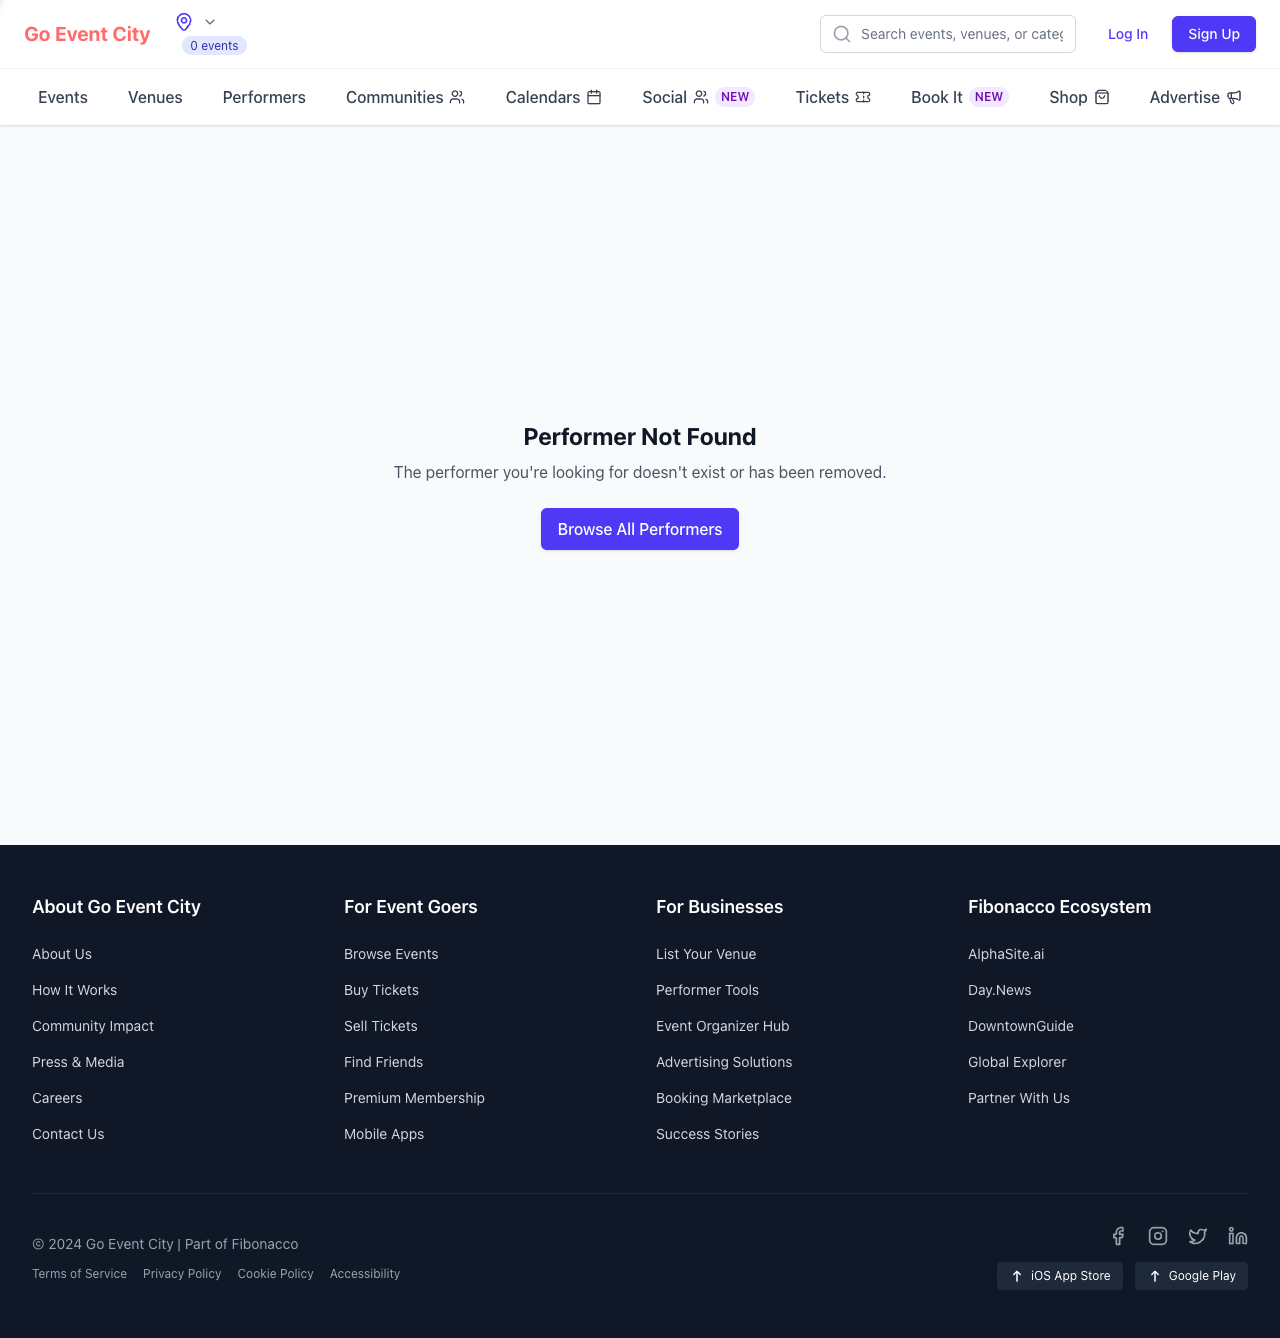 Go Event City
0 events
Search events, venues, or categ
Log In
Sign Up
Events
Venues
Performers
Communities
Calendars
Social NEW
Tickets
Book It NEW
Shop
Advertise
Performer Not Found
The performer you're looking for doesn't exist or has been removed.
Browse All Performers
About Go Event City
About Us
How It Works
Community Impact
Press & Media
Careers
Contact Us
For Event Goers
Browse Events
Buy Tickets
Sell Tickets
Find Friends
Premium Membership
Mobile Apps
For Businesses
List Your Venue
Performer Tools
Event Organizer Hub
Advertising Solutions
Booking Marketplace
Success Stories
Fibonacco Ecosystem
AlphaSite.ai
Day.News
DowntownGuide
Global Explorer
Partner With Us
© 2024 Go Event City | Part of Fibonacco
Terms of Service
Privacy Policy
Cookie Policy
Accessibility
iOS App Store
Google Play